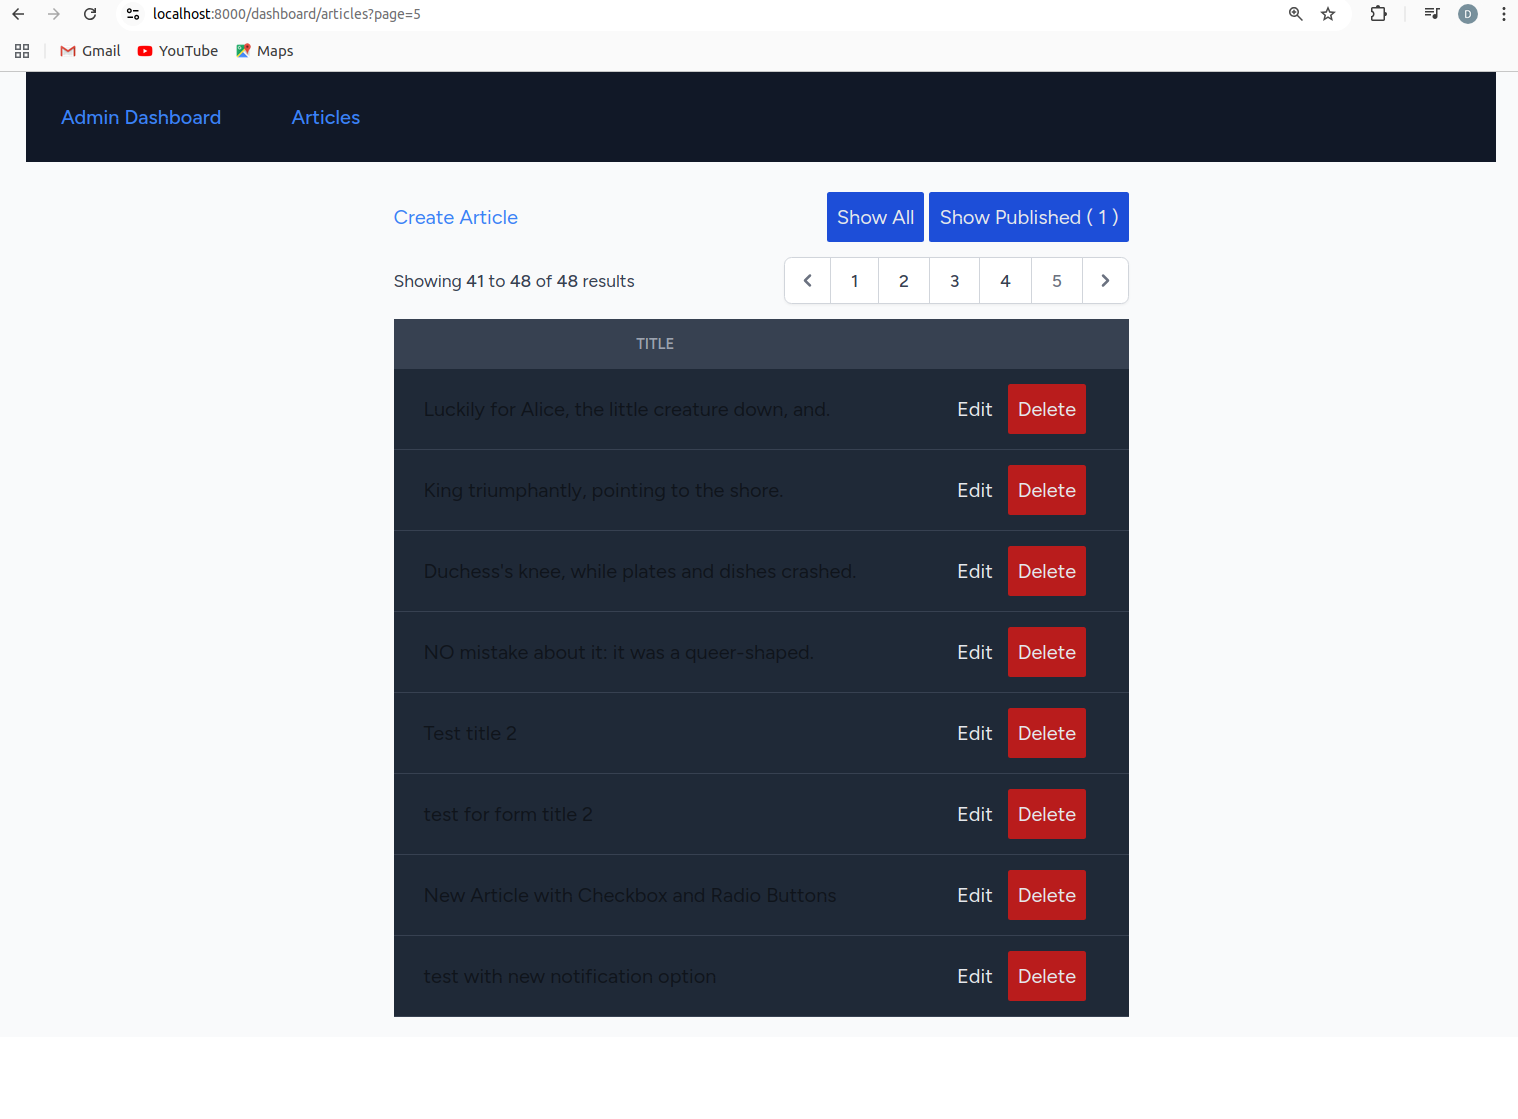 localhost:8000/dashboard/articles?page=5
D
Gmail YouTube Maps
Admin Dashboard Articles
Create Article Show All Show Published ( 1 )
Showing 41 to 48 of 48 results 1 2 3 4 5
TITLE
Luckily for Alice, the little creature down, and. Edit Delete
King triumphantly, pointing to the shore. Edit Delete
Duchess's knee, while plates and dishes crashed. Edit Delete
NO mistake about it: it was a queer-shaped. Edit Delete
Test title 2 Edit Delete
test for form title 2 Edit Delete
New Article with Checkbox and Radio Buttons Edit Delete
test with new notification option Edit Delete